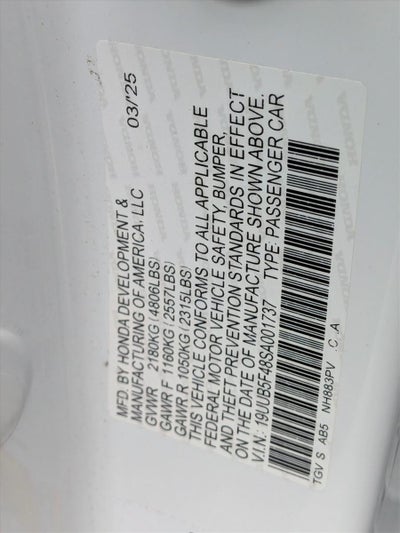 MFD. BY HONDA DEVELOPMENT & 03/'25
MANUFACTURING OF AMERICA, LLC
GVWR 2180KG (4806LBS)
GAWR F 1160KG (2557LBS)
GAWR R 1050KG (2315LBS)
THIS VEHICLE CONFORMS TO ALL APPLICABLE
FEDERAL MOTOR VEHICLE SAFETY, BUMPER,
AND THEFT PREVENTION STANDARDS IN EFFECT
ON THE DATE OF MANUFACTURE SHOWN ABOVE.
V.I.N.: 19UUB5F48SA001737 TYPE: PASSENGER CAR
TGV S AB5 NH883PV C A